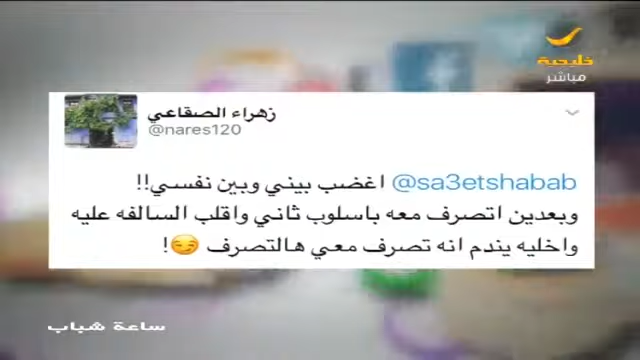 خليجية
مباشر
زهراء الصقاعي
@nares120
@sa3etshabab اغضب بيني وبين نفسي!!
وبعدين اتصرف معه باسلوب ثاني واقلب السالفه عليه
واخليه يندم انه تصرف معي هالتصرف 😏!
ساعة شباب